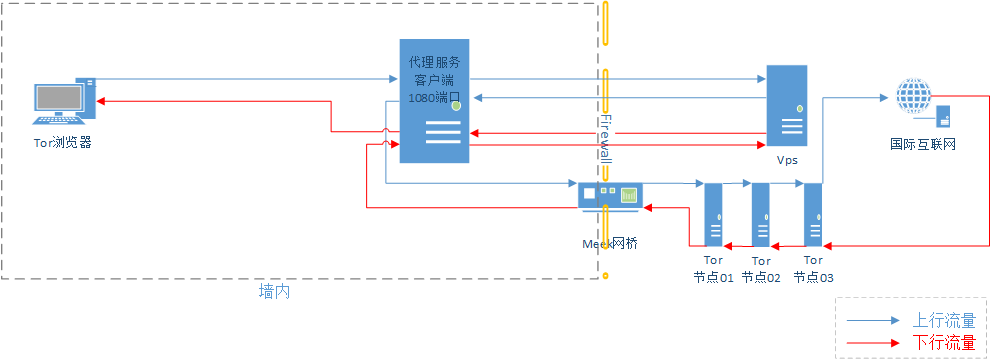 代理服务
客户端
1080端口
Tor浏览器
Firewall
Vps
国际互联网
Meek网桥
Tor
节点01
Tor
节点02
Tor
节点03
墙内
上行流量
下行流量